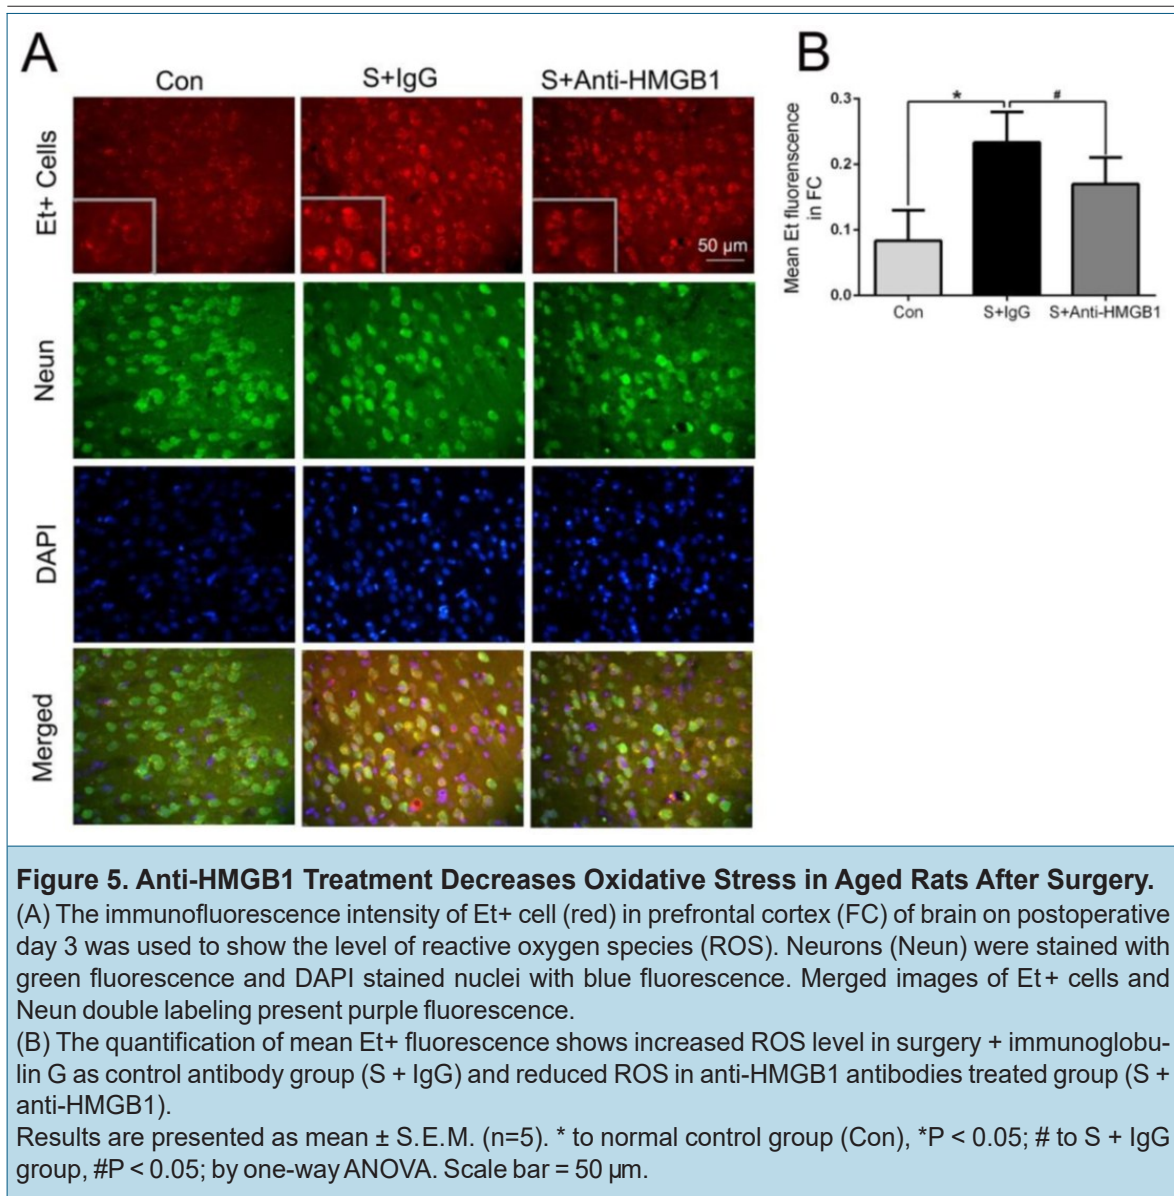 A
Con
S+IgG
S+Anti-HMGB1
Et+ Cells
50 µm
Neun
DAPI
Merged
B
Mean Et fluorenscence
in FC
0.3
0.2
0.1
0.0
*
#
Con
S+IgG
S+Anti-HMGB1
Figure 5. Anti-HMGB1 Treatment Decreases Oxidative Stress in Aged Rats After Surgery.
(A) The immunofluorescence intensity of Et+ cell (red) in prefrontal cortex (FC) of brain on postoperative
day 3 was used to show the level of reactive oxygen species (ROS). Neurons (Neun) were stained with
green fluorescence and DAPI stained nuclei with blue fluorescence. Merged images of Et+ cells and
Neun double labeling present purple fluorescence.
(B) The quantification of mean Et+ fluorescence shows increased ROS level in surgery + immunoglobu-
lin G as control antibody group (S + IgG) and reduced ROS in anti-HMGB1 antibodies treated group (S +
anti-HMGB1).
Results are presented as mean ± S.E.M. (n=5). * to normal control group (Con), *P < 0.05; # to S + IgG
group, #P < 0.05; by one-way ANOVA. Scale bar = 50 µm.